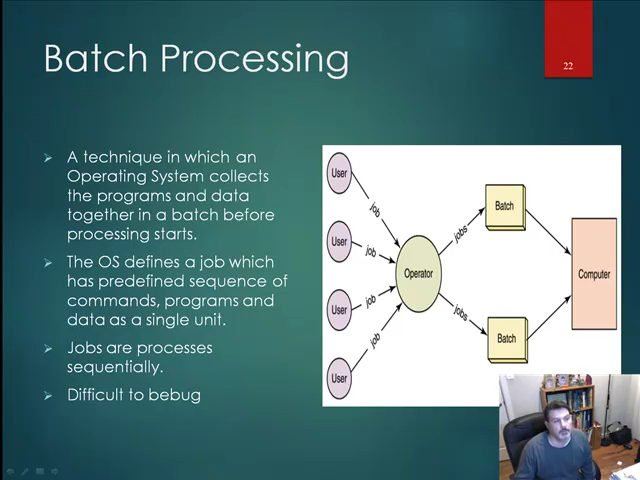 Batch Processing
22
A technique in which an
Operating System collects
the programs and data
together in a batch before
processing starts.
The OS defines a job which
has predefined sequence of
commands, programs and
data as a single unit.
Jobs are processes
sequentially.
Difficult to bebug
User
job
User
job
User
job
User
job
Operator
jobs
jobs
Batch
Batch
Computer